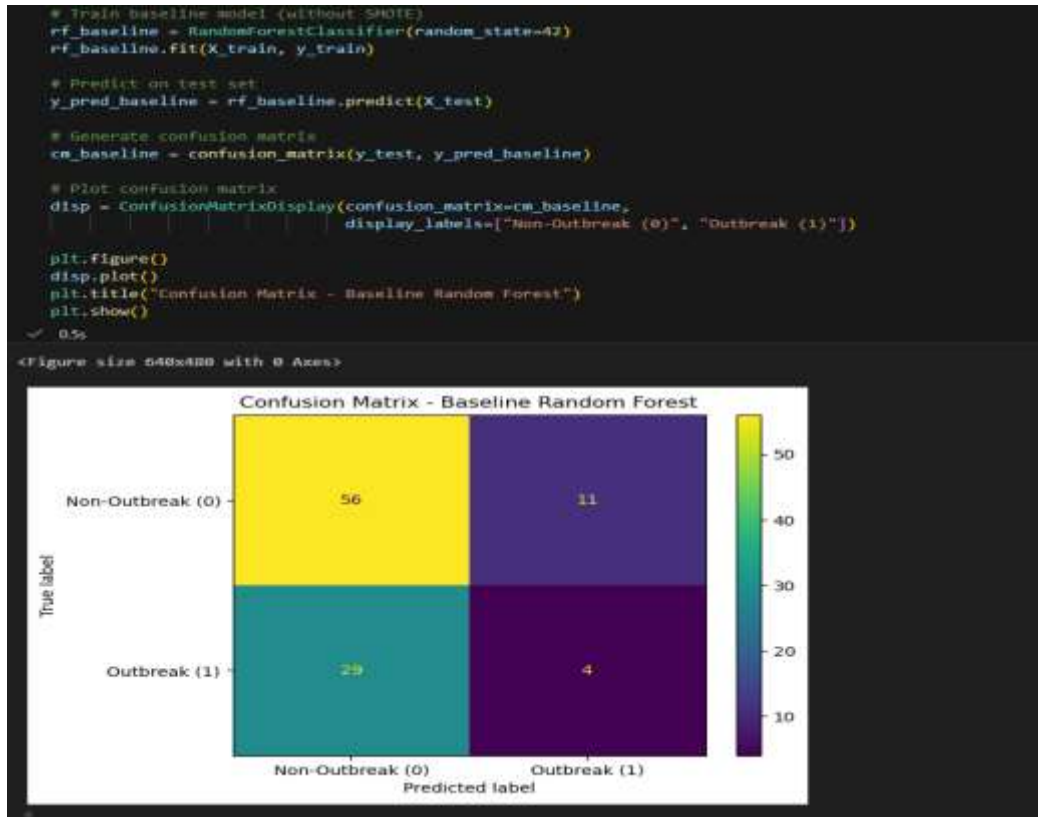 # Train baseline model (without SMOTE)
rf_baseline = RandomForestClassifier(random_state=42)
rf_baseline.fit(X_train, y_train)
# Predict on test set
y_pred_baseline = rf_baseline.predict(X_test)
# Generate confusion matrix
cm_baseline = confusion_matrix(y_test, y_pred_baseline)
# Plot confusion matrix
disp = ConfusionMatrixDisplay(confusion_matrix=cm_baseline,
display_labels=["Non-Outbreak (0)", "Outbreak (1)"])
plt.figure()
disp.plot()
plt.title("Confusion Matrix - Baseline Random Forest")
plt.show()
0.5s
<Figure size 640x480 with 0 Axes>
Confusion Matrix - Baseline Random Forest
Non-Outbreak (0)
56
11
50
40
True label
30
Outbreak (1)
29
4
20
10
Non-Outbreak (0)
Outbreak (1)
Predicted label